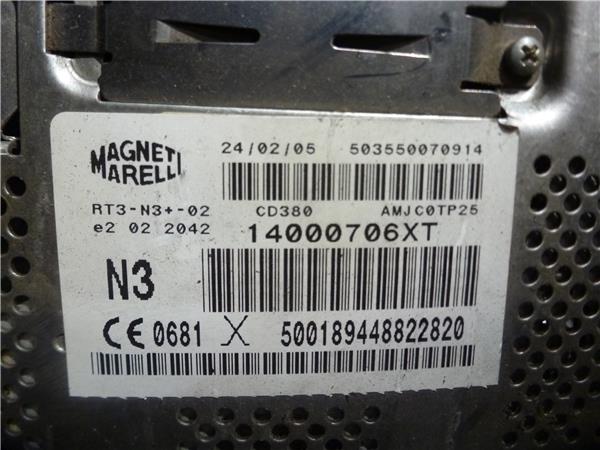 MAGNETI
MARELLI
24/02/05 503550070914
RT3-N3+-02 CD380 AMJC0TP25
e2 02 2042 14000706XT
N3
CE 0681 X 500189448822820